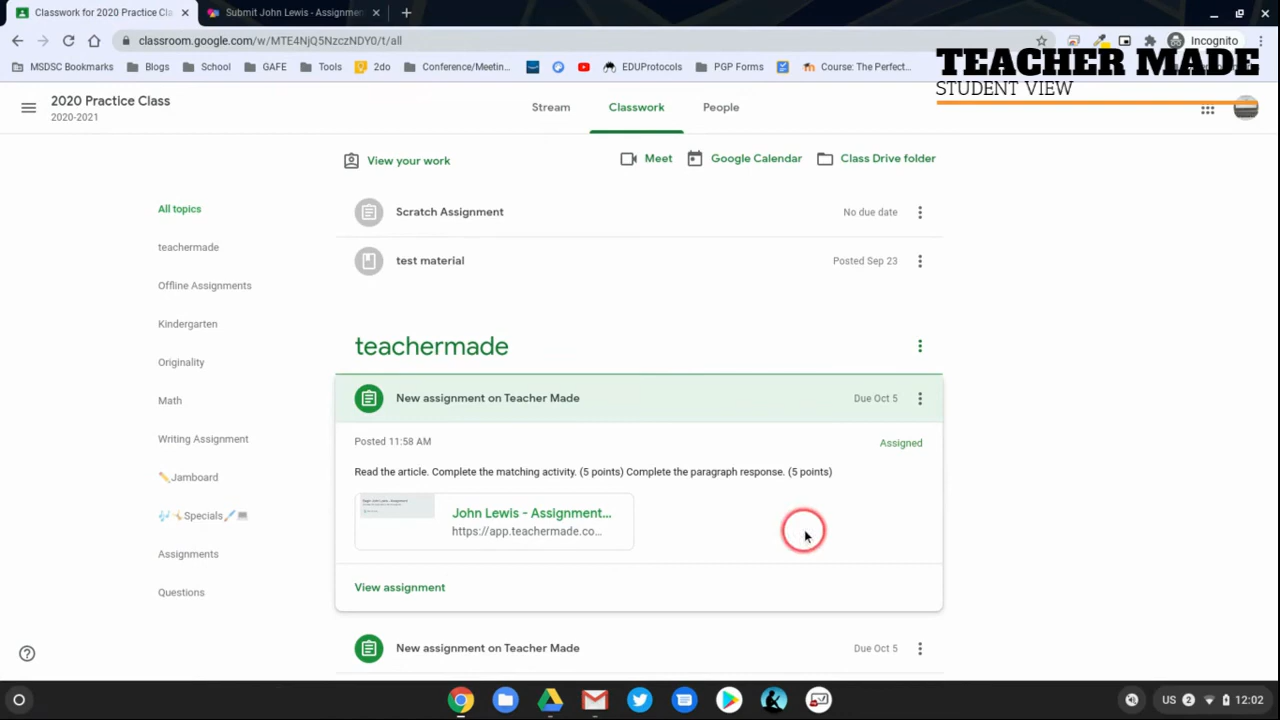 Classwork for 2020 Practice Cla
Submit John Lewis - Assignmen
classroom.google.com/w/MTE4NjQ5NzczNDY0/t/all
Incognito
MSDSC Bookmarks
Blogs
School
GAFE
Tools
2do
Conference/Meetin...
EDUProtocols
PGP Forms
Course: The Perfect...
TEACHER MADE
STUDENT VIEW
2020 Practice Class
2020-2021
Stream
Classwork
People
View your work
Meet
Google Calendar
Class Drive folder
All topics
teachermade
Offline Assignments
Kindergarten
Originality
Math
Writing Assignment
✏️Jamboard
Specials
Assignments
Questions
Scratch Assignment
No due date
test material
Posted Sep 23
teachermade
New assignment on Teacher Made
Due Oct 5
Posted 11:58 AM
Assigned
Read the article. Complete the matching activity. (5 points) Complete the paragraph response. (5 points)
John Lewis - Assignment...
https://app.teachermade.co...
View assignment
New assignment on Teacher Made
Due Oct 5
US
2
12:02